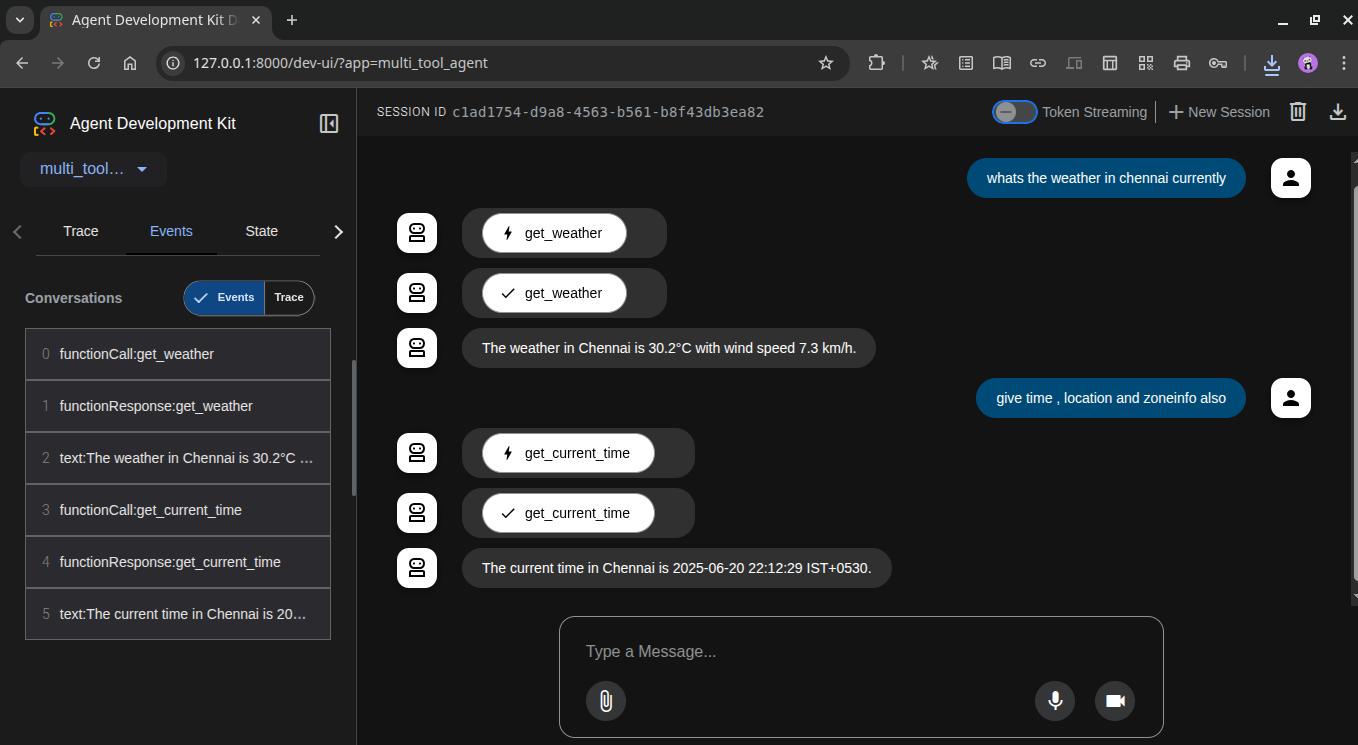 Agent Development Kit D
127.0.0.1:8000/dev-ui/?app=multi_tool_agent
Agent Development Kit
multi_tool…
Trace Events State
Conversations
Events Trace
0 functionCall:get_weather
1 functionResponse:get_weather
2 text:The weather in Chennai is 30.2°C …
3 functionCall:get_current_time
4 functionResponse:get_current_time
5 text:The current time in Chennai is 20…
SESSION ID c1ad1754-d9a8-4563-b561-b8f43db3ea82
Token Streaming
New Session
whats the weather in chennai currently
get_weather
get_weather
The weather in Chennai is 30.2°C with wind speed 7.3 km/h.
give time , location and zoneinfo also
get_current_time
get_current_time
The current time in Chennai is 2025-06-20 22:12:29 IST+0530.
Type a Message...